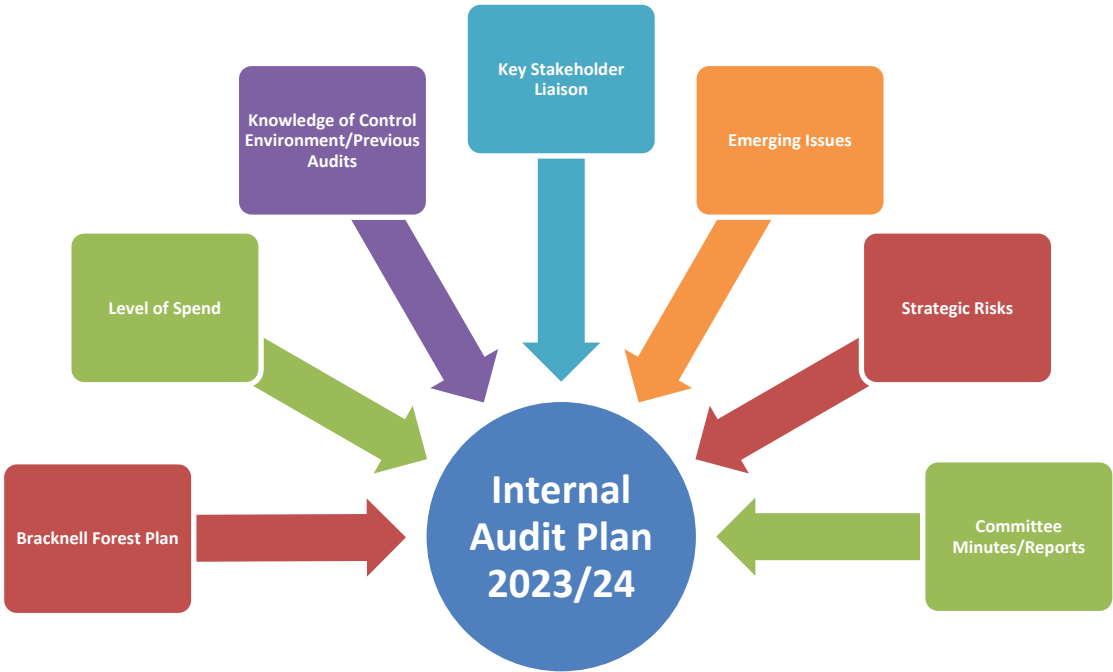 Key Stakeholder
Liaison
Knowledge of Control
Environment/Previous
Audits
Emerging Issues
Level of Spend
Strategic Risks
Bracknell Forest Plan
Internal
Audit Plan
2023/24
Committee
Minutes/Reports